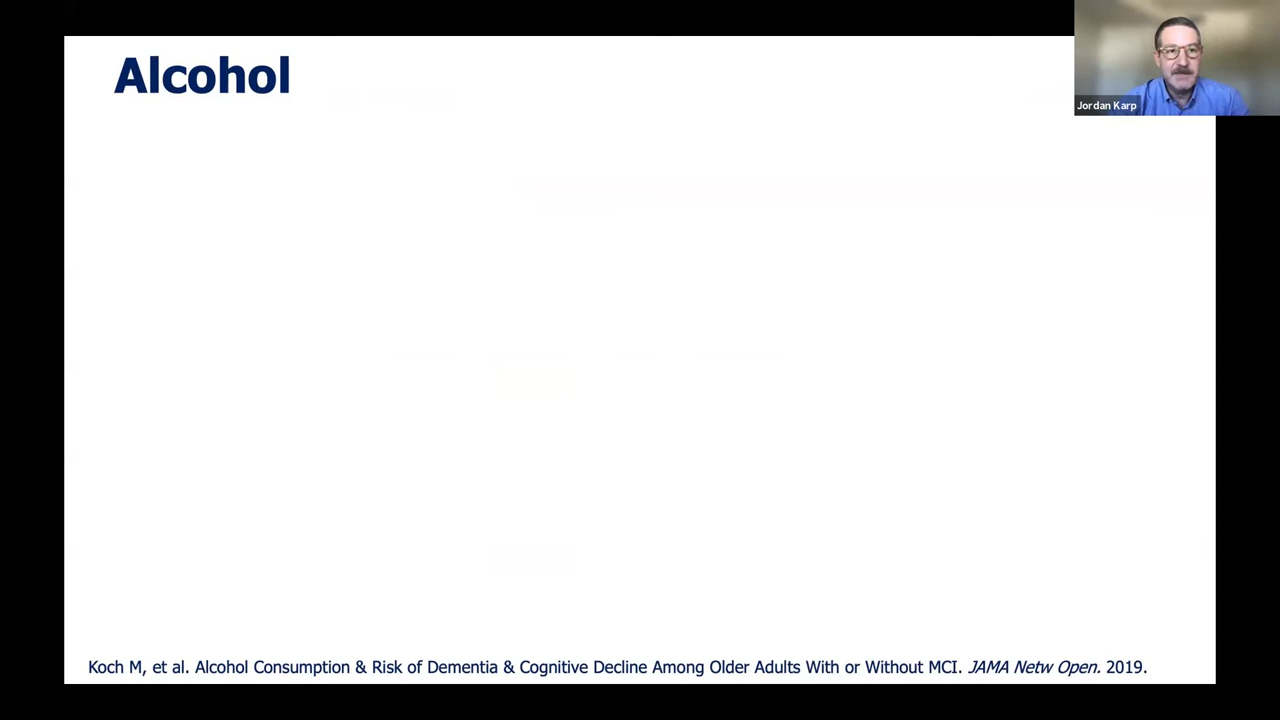 Alcohol
Jordan Karp
Koch M, et al. Alcohol Consumption & Risk of Dementia & Cognitive Decline Among Older Adults With or Without MCI. JAMA Netw Open. 2019.